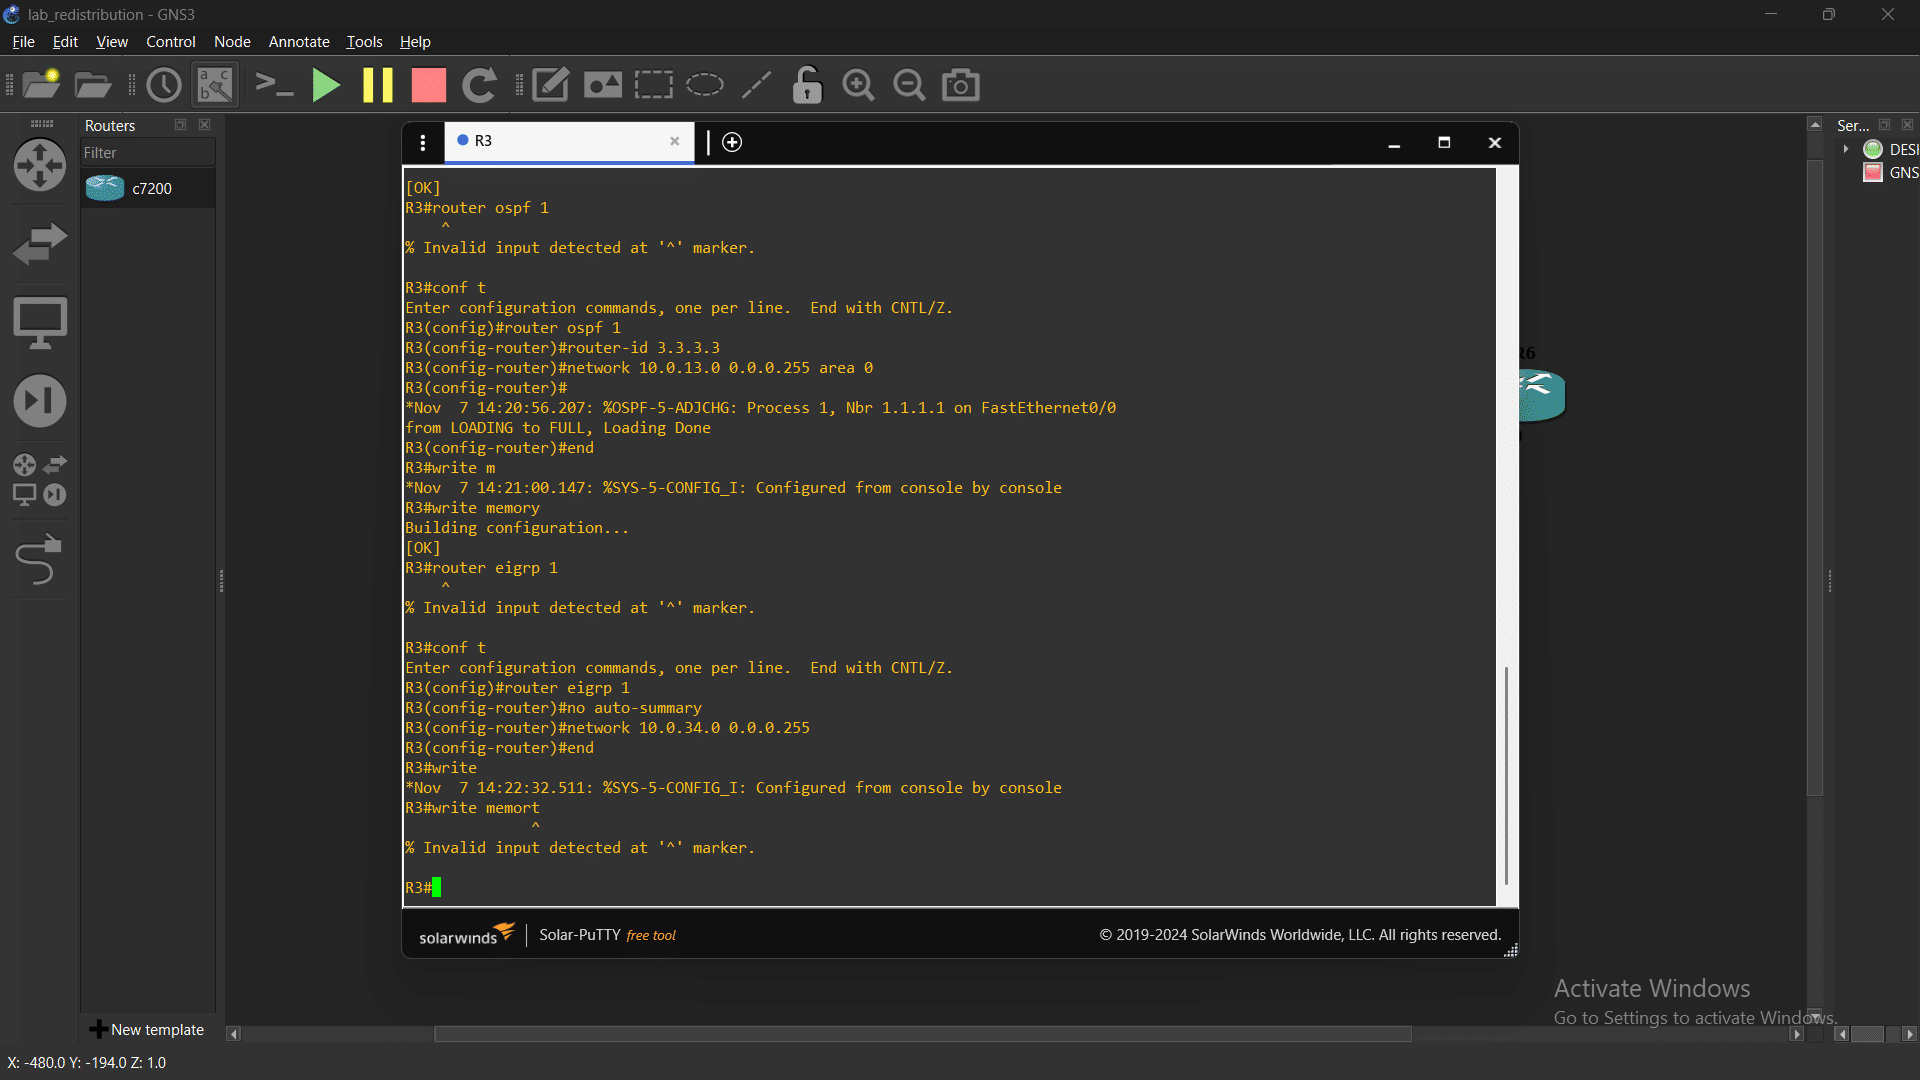 lab_redistribution - GNS3
File Edit View Control Node Annotate Tools Help
Routers
Filter
c7200
New template
R3
[OK]
R3#router ospf 1
^
% Invalid input detected at '^' marker.
R3#conf t
Enter configuration commands, one per line.  End with CNTL/Z.
R3(config)#router ospf 1
R3(config-router)#router-id 3.3.3.3
R3(config-router)#network 10.0.13.0 0.0.0.255 area 0
R3(config-router)#
*Nov  7 14:20:56.207: %OSPF-5-ADJCHG: Process 1, Nbr 1.1.1.1 on FastEthernet0/0
from LOADING to FULL, Loading Done
R3(config-router)#end
R3#write m
*Nov  7 14:21:00.147: %SYS-5-CONFIG_I: Configured from console by console
R3#write memory
Building configuration...
[OK]
R3#router eigrp 1
^
% Invalid input detected at '^' marker.
R3#conf t
Enter configuration commands, one per line.  End with CNTL/Z.
R3(config)#router eigrp 1
R3(config-router)#no auto-summary
R3(config-router)#network 10.0.34.0 0.0.0.255
R3(config-router)#end
R3#write
*Nov  7 14:22:32.511: %SYS-5-CONFIG_I: Configured from console by console
R3#write memort
^
% Invalid input detected at '^' marker.
R3#
solarwinds Solar-PuTTY free tool
© 2019-2024 SolarWinds Worldwide, LLC. All rights reserved.
R6
Ser...
DESH
GNS
Activate Windows
Go to Settings to activate Windows.
X: -480.0 Y: -194.0 Z: 1.0